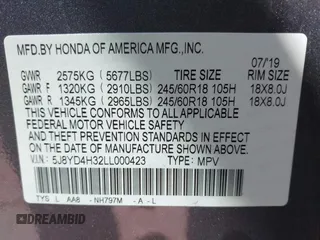 MFD.BY HONDA OF AMERICA MFG.,INC.
07/19
GVWR 2575KG (5677LBS) TIRE SIZE RIM SIZE
GAWR F 1320KG (2910LBS) 245/60R18 105H 18X8.0J
GAWR R 1345KG (2965LBS) 245/60R18 105H 18X8.0J
THIS VEHICLE CONFORMS TO ALL APPLICABLE
FEDERAL MOTOR VEHICLE SAFETY AND THEFT
PREVENTION STANDARDS IN EFFECT ON THE DATE
OF MANUFACTURE SHOWN ABOVE.
V.I.N.: 5J8YD4H32LL000423 TYPE: MPV
TYS L AA8 - NH797M - A - L
DREAMBID